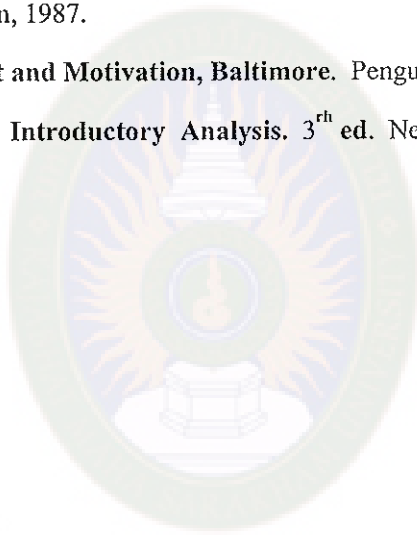 n, 1987.
t and Motivation, Baltimore. Pengu
Introductory Analysis. 3rh ed. Ne